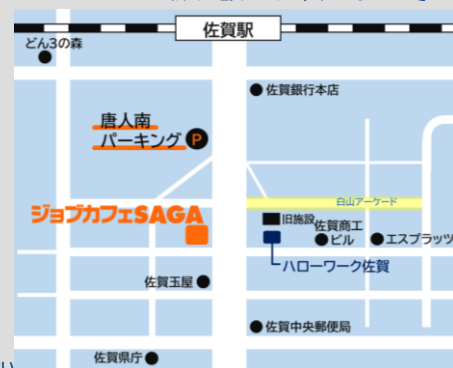 佐賀駅
どん3の森
佐賀銀行本店
唐人南
パーキング P
白山アーケード
ジョブカフェSAGA
旧施設
佐賀商工
ビル
エスプラッツ
ハローワーク佐賀
佐賀玉屋
佐賀中央郵便局
佐賀県庁
い